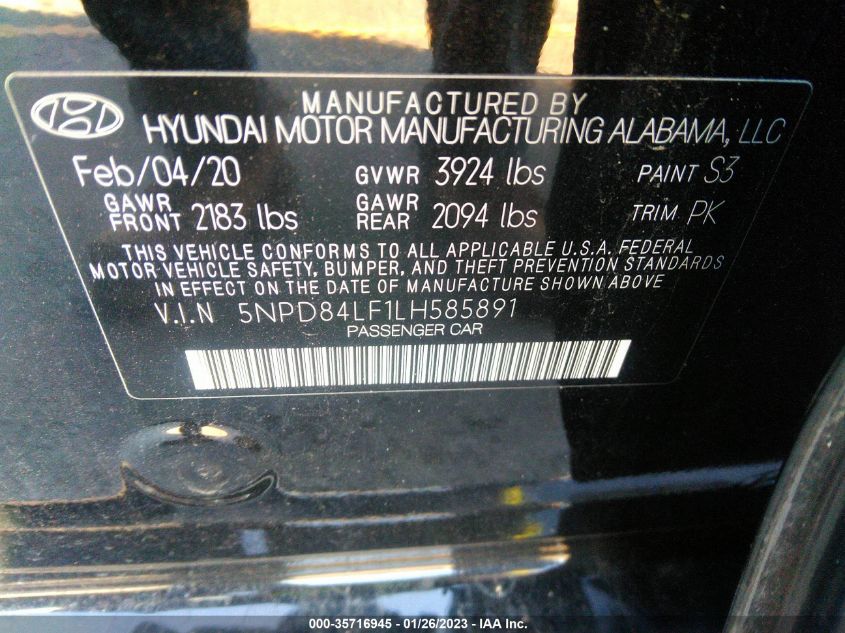 MANUFACTURED BY
HYUNDAI MOTOR MANUFACTURING ALABAMA, LLC
Feb/04/20 GVWR 3924 lbs PAINT S3
GAWR FRONT 2183 lbs GAWR REAR 2094 lbs TRIM PK
THIS VEHICLE CONFORMS TO ALL APPLICABLE U.S.A. FEDERAL
MOTOR VEHICLE SAFETY, BUMPER, AND THEFT PREVENTION STANDARDS
IN EFFECT ON THE DATE OF MANUFACTURE SHOWN ABOVE
V.I.N 5NPD84LF1LH585891
PASSENGER CAR
000-35716945 - 01/26/2023 - IAA Inc.